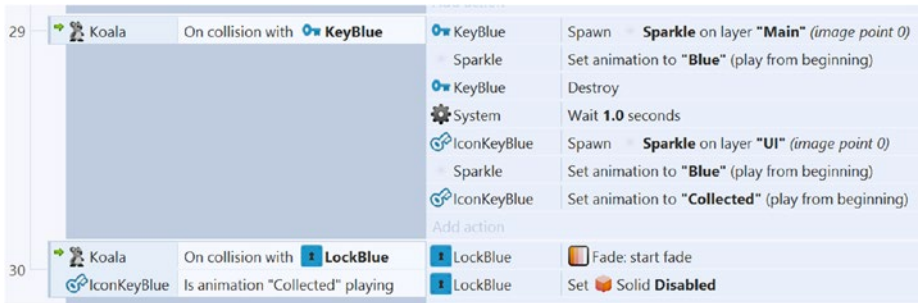 Add action
29 Koala On collision with KeyBlue KeyBlue Spawn Sparkle on layer "Main" (image point 0)
Sparkle Set animation to "Blue" (play from beginning)
KeyBlue Destroy
System Wait 1.0 seconds
IconKeyBlue Spawn Sparkle on layer "UI" (image point 0)
Sparkle Set animation to "Blue" (play from beginning)
IconKeyBlue Set animation to "Collected" (play from beginning)
Add action
30 Koala On collision with LockBlue LockBlue Fade: start fade
IconKeyBlue Is animation "Collected" playing LockBlue Set Solid Disabled